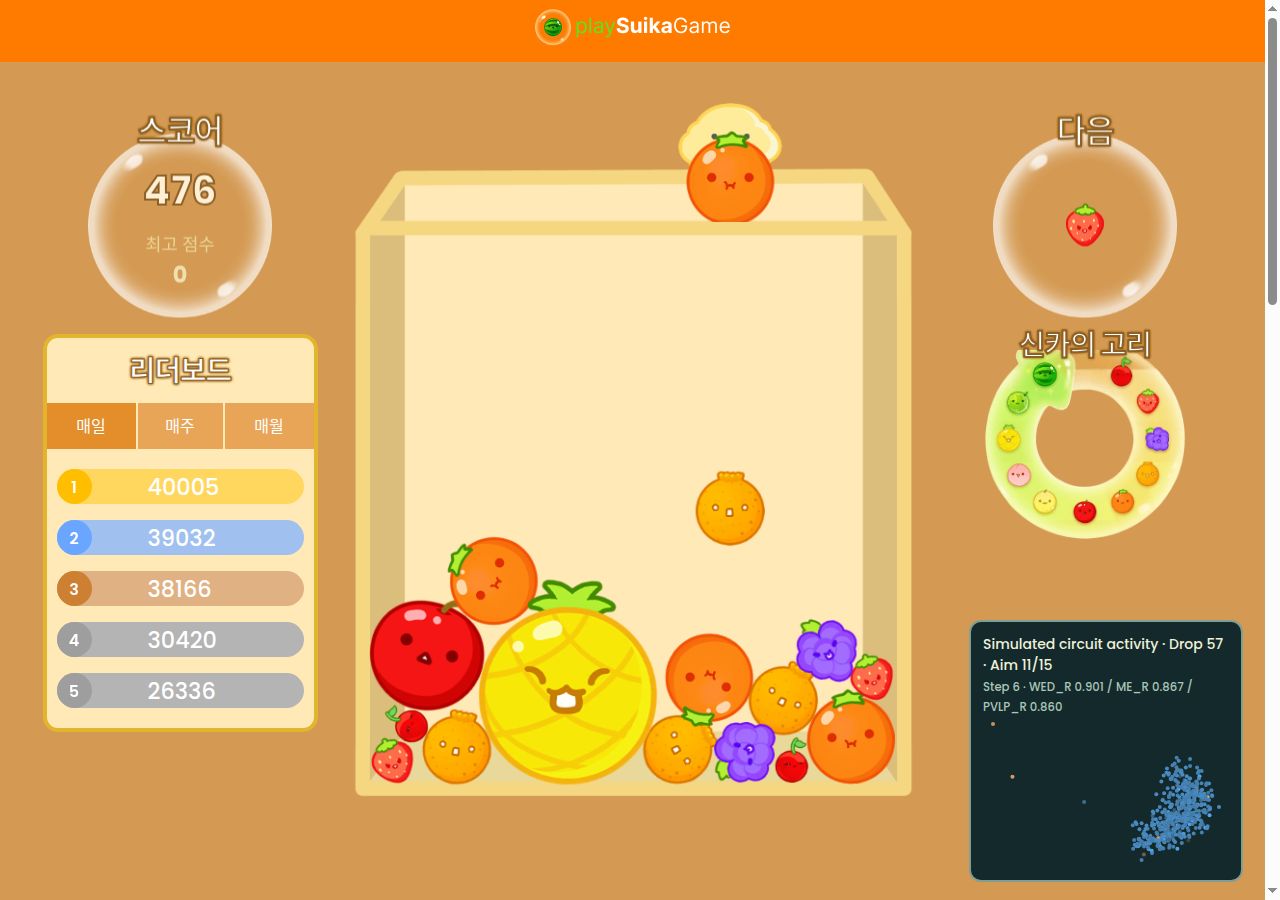 playSuikaGame
스코어
476
최고 점수
0
리더보드
매일 매주 매월
1 40005
2 39032
3 38166
4 30420
5 26336
다음
신카의 고리
Simulated circuit activity · Drop 57
· Aim 11/15
Step 6 · WED_R 0.901 / ME_R 0.867 /
PVLP_R 0.860